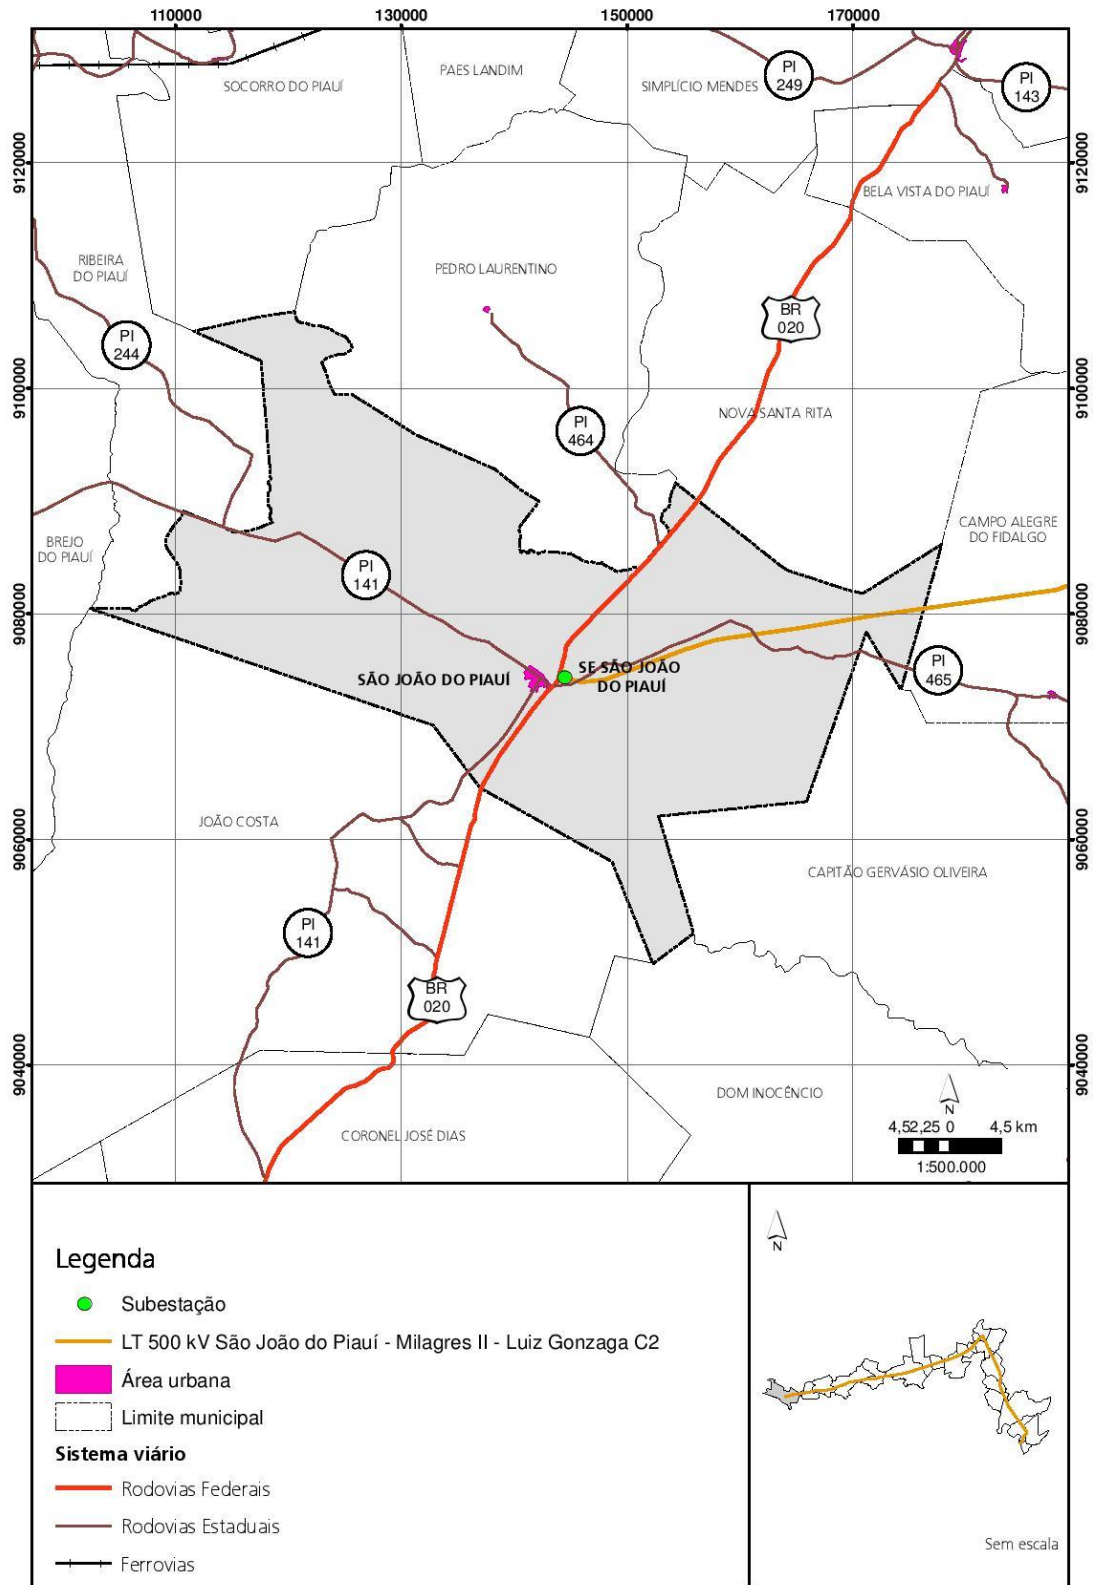 110000
130000
150000
170000
PAES LANDIM
SOCORRO DO PIAUÍ
SIMPLÍCIO MENDES
PI
249
PI
143
9120000
9120000
BELA VISTA DO PIAUÍ
RIBEIRA
DO PIAUÍ
PEDRO LAURENTINO
PI
244
BR
020
9100000
9100000
NOVA SANTA RITA
PI
464
BREJO
DO PIAUÍ
CAMPO ALEGRE
DO FIDALGO
PI
141
9080000
9080000
SÃO JOÃO DO PIAUÍ
SE SÃO JOÃO
DO PIAUÍ
PI
465
JOÃO COSTA
9060000
9060000
CAPITÃO GERVÁSIO OLIVEIRA
PI
141
BR
020
9040000
9040000
DOM INOCÊNCIO
CORONEL JOSÉ DIAS
N
4,52,25 0 4,5 km
1:500.000
Legenda
Subestação
LT 500 kV São João do Piauí - Milagres II - Luiz Gonzaga C2
Área urbana
Limite municipal
Sistema viário
Rodovias Federais
Rodovias Estaduais
Ferrovias
N
Sem escala